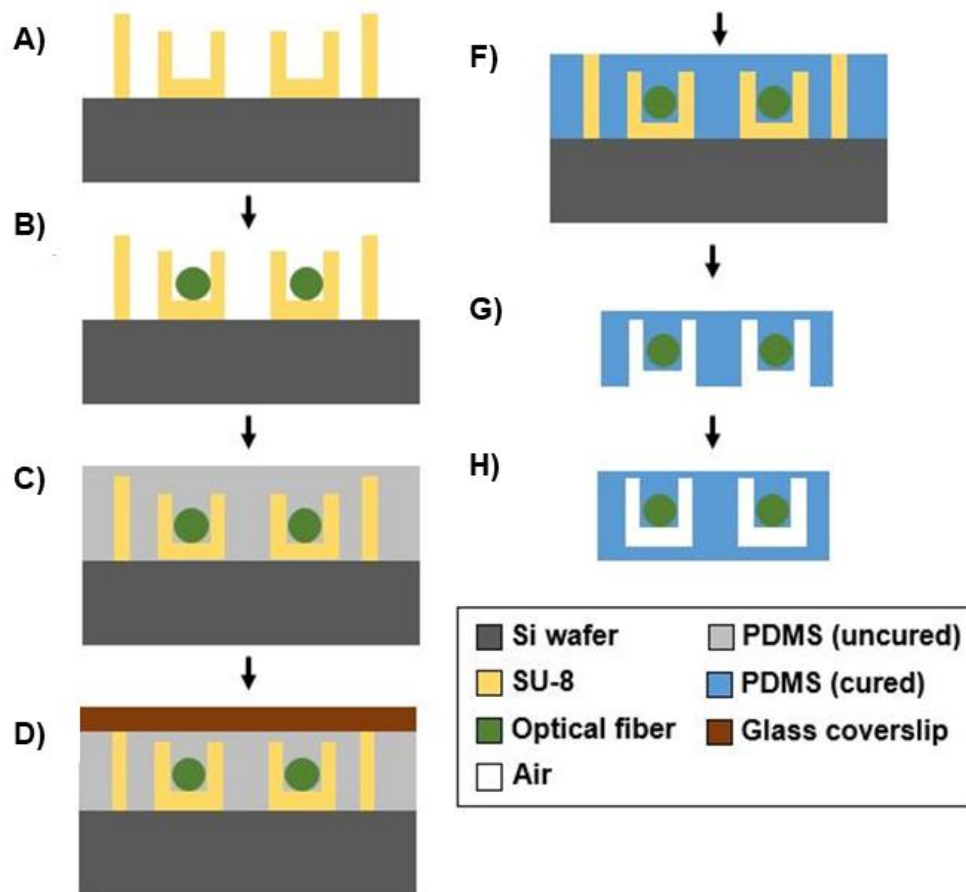 A)
B)
C)
D)
F)
G)
H)
Si wafer
SU-8
Optical fiber
Air
PDMS (uncured)
PDMS (cured)
Glass coverslip